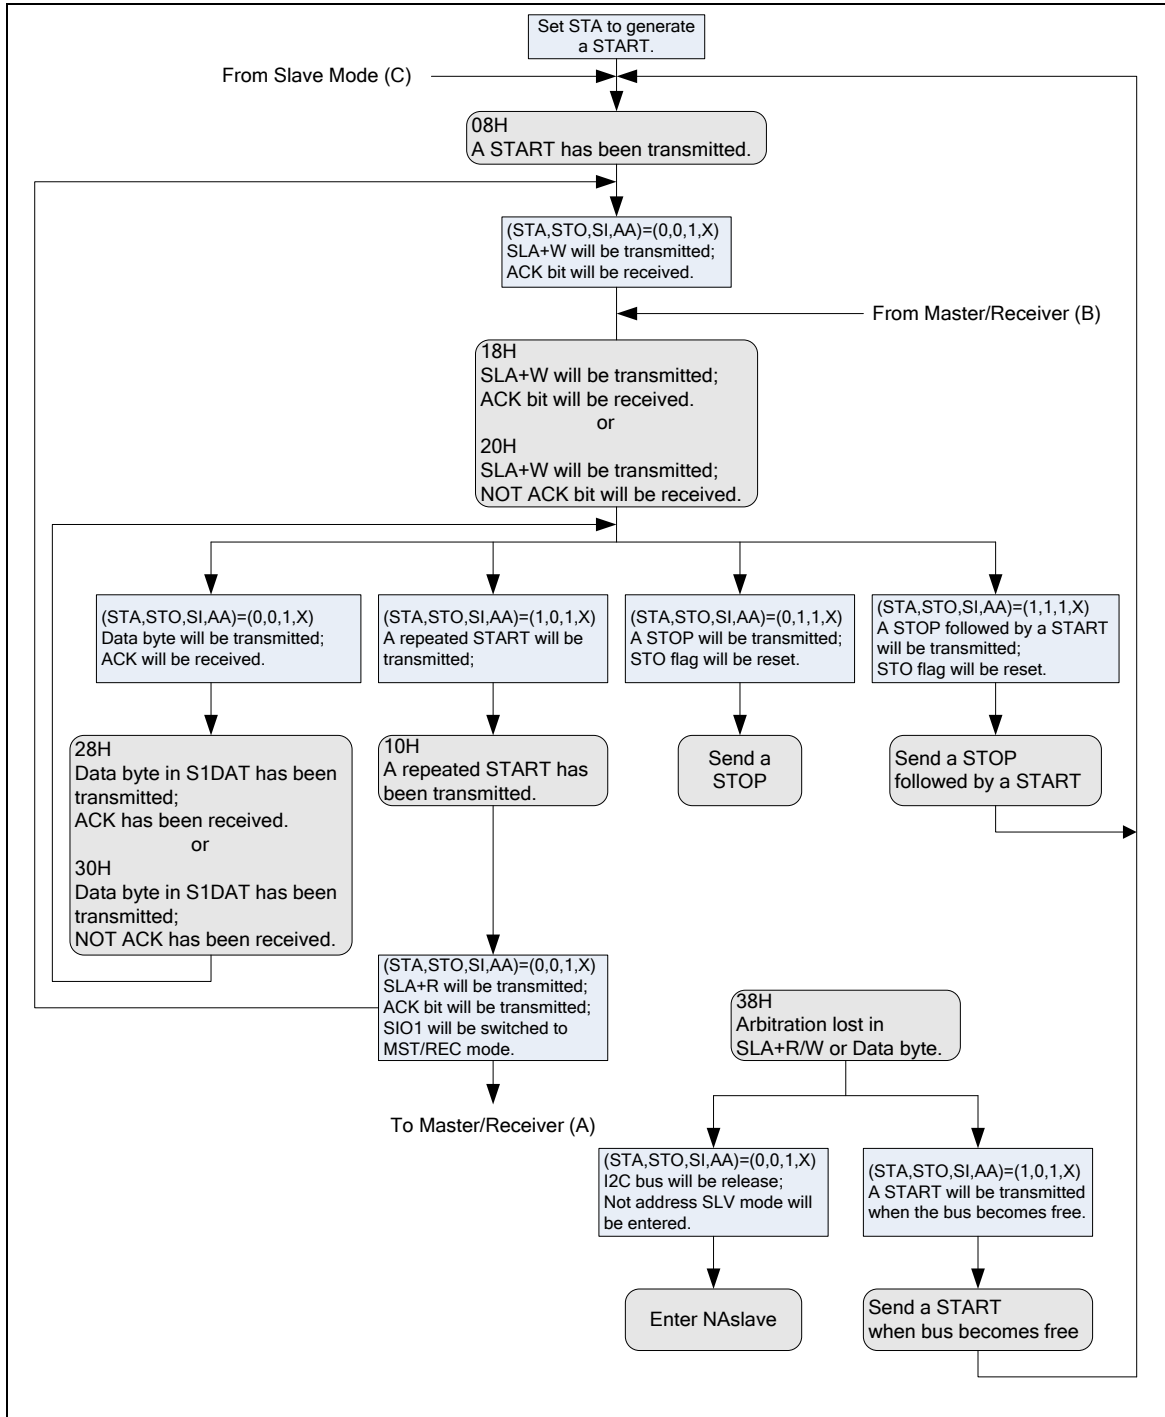 Set STA to generate
a START.
From Slave Mode (C)
08H
A START has been transmitted.
(STA,STO,SI,AA)=(0,0,1,X)
SLA+W will be transmitted;
ACK bit will be received.
From Master/Receiver (B)
18H
SLA+W will be transmitted;
ACK bit will be received.
or
20H
SLA+W will be transmitted;
NOT ACK bit will be received.
(STA,STO,SI,AA)=(0,0,1,X)
Data byte will be transmitted;
ACK will be received.
(STA,STO,SI,AA)=(1,0,1,X)
A repeated START will be
transmitted;
(STA,STO,SI,AA)=(0,1,1,X)
A STOP will be transmitted;
STO flag will be reset.
(STA,STO,SI,AA)=(1,1,1,X)
A STOP followed by a START
will be transmitted;
STO flag will be reset.
28H
Data byte in S1DAT has been
transmitted;
ACK has been received.
or
30H
Data byte in S1DAT has been
transmitted;
NOT ACK has been received.
10H
A repeated START has
been transmitted.
Send a
STOP
Send a STOP
followed by a START
(STA,STO,SI,AA)=(0,0,1,X)
SLA+R will be transmitted;
ACK bit will be transmitted;
SIO1 will be switched to
MST/REC mode.
To Master/Receiver (A)
38H
Arbitration lost in
SLA+R/W or Data byte.
(STA,STO,SI,AA)=(0,0,1,X)
I2C bus will be release;
Not address SLV mode will
be entered.
(STA,STO,SI,AA)=(1,0,1,X)
A START will be transmitted
when the bus becomes free.
Enter NAslave
Send a START
when bus becomes free